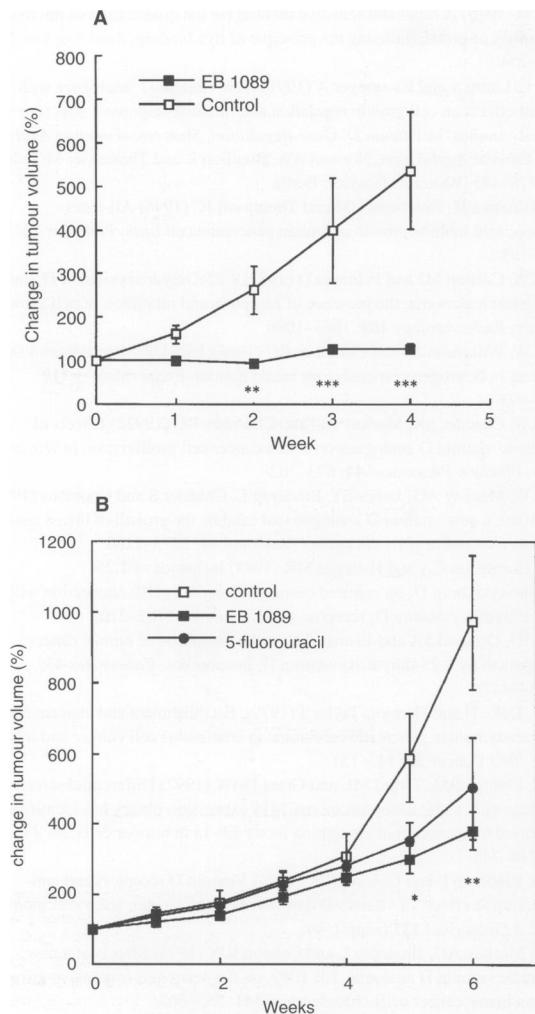 A
Change in tumour volume (%)
800
700
600
500
400
300
200
100
0
EB 1089
Control
** *** ***
0 1 2 3 4 5
Week
B
change in tumour volume (%)
1200
1000
800
600
400
200
0
control
EB 1089
5-fluorouracil
* **
0 2 4 6
Weeks